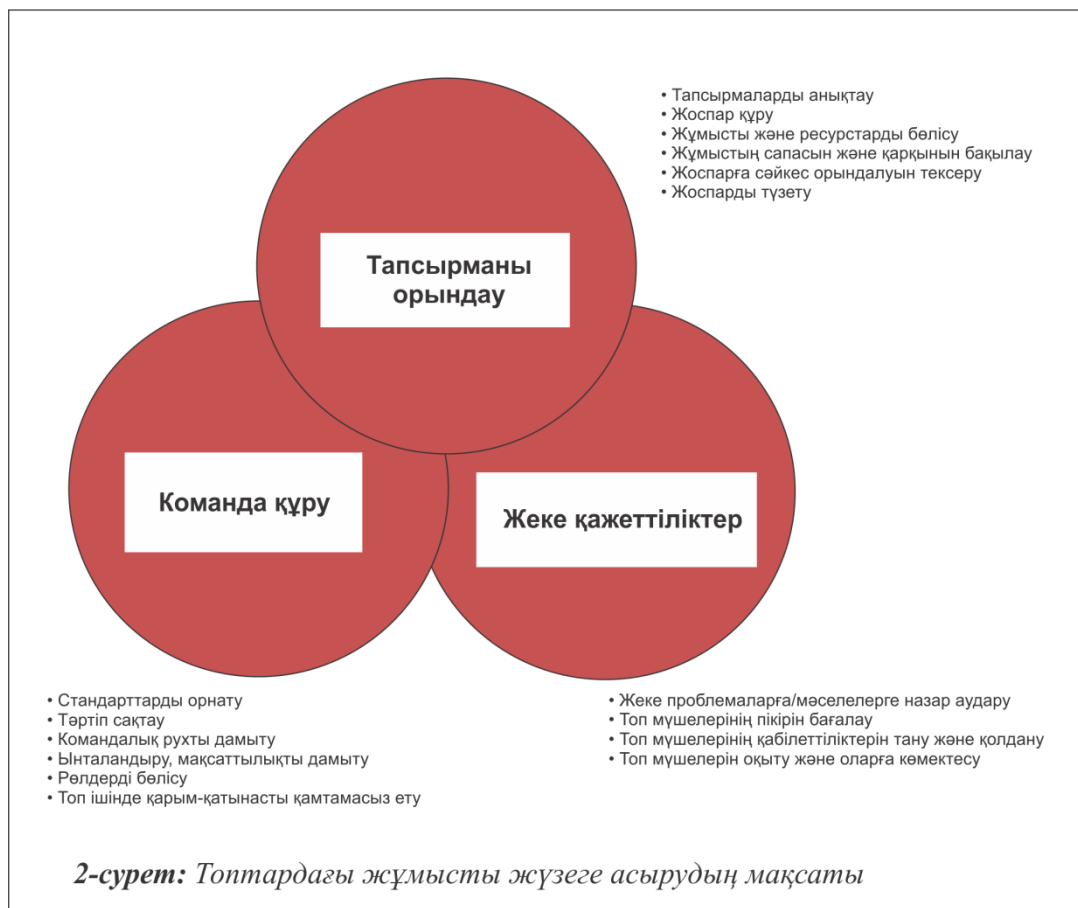 • Тапсырмаларды анықтау
• Жоспар құру
• Жұмысты және ресурстарды бөлісу
• Жұмыстың сапасын және қарқынын бақылау
• Жоспарға сәйкес орындалуын тексеру
• Жоспарды түзету
Тапсырманы
орындау
Команда құру
Жеке қажеттіліктер
• Стандарттарды орнату
• Тәртіп сақтау
• Командалық рухты дамыту
• Ынталандыру, мақсаттылықты дамыту
• Рөлдерді бөлісу
• Топ ішінде қарым-қатынасты қамтамасыз ету
• Жеке проблемаларға/мәселелерге назар аудару
• Топ мүшелерінің пікірін бағалау
• Топ мүшелерінің қабілеттіліктерін тану және қолдану
• Топ мүшелерін оқыту және оларға көмектесу
2-сурет: Топтардағы жұмысты жүзеге асырудың мақсаты